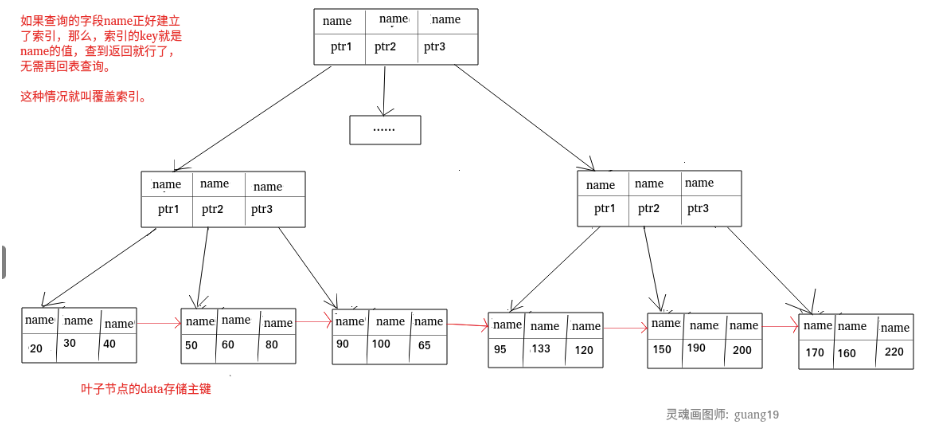 如果查询的字段name正好建立
了索引，那么，索引的key就是
name的值，查到返回就行了，
无需再回表查询。
这种情况就叫覆盖索引。
name name name
ptr1 ptr2 ptr3
······
name name name
ptr1 ptr2 ptr3
name name name
ptr1 ptr2 ptr3
name name name
20 30 40
name name name
50 60 80
name name name
90 100 65
name name name
95 133 120
name name name
150 190 200
name name name
170 160 220
叶子节点的data存储主键
灵魂画图师: guang19